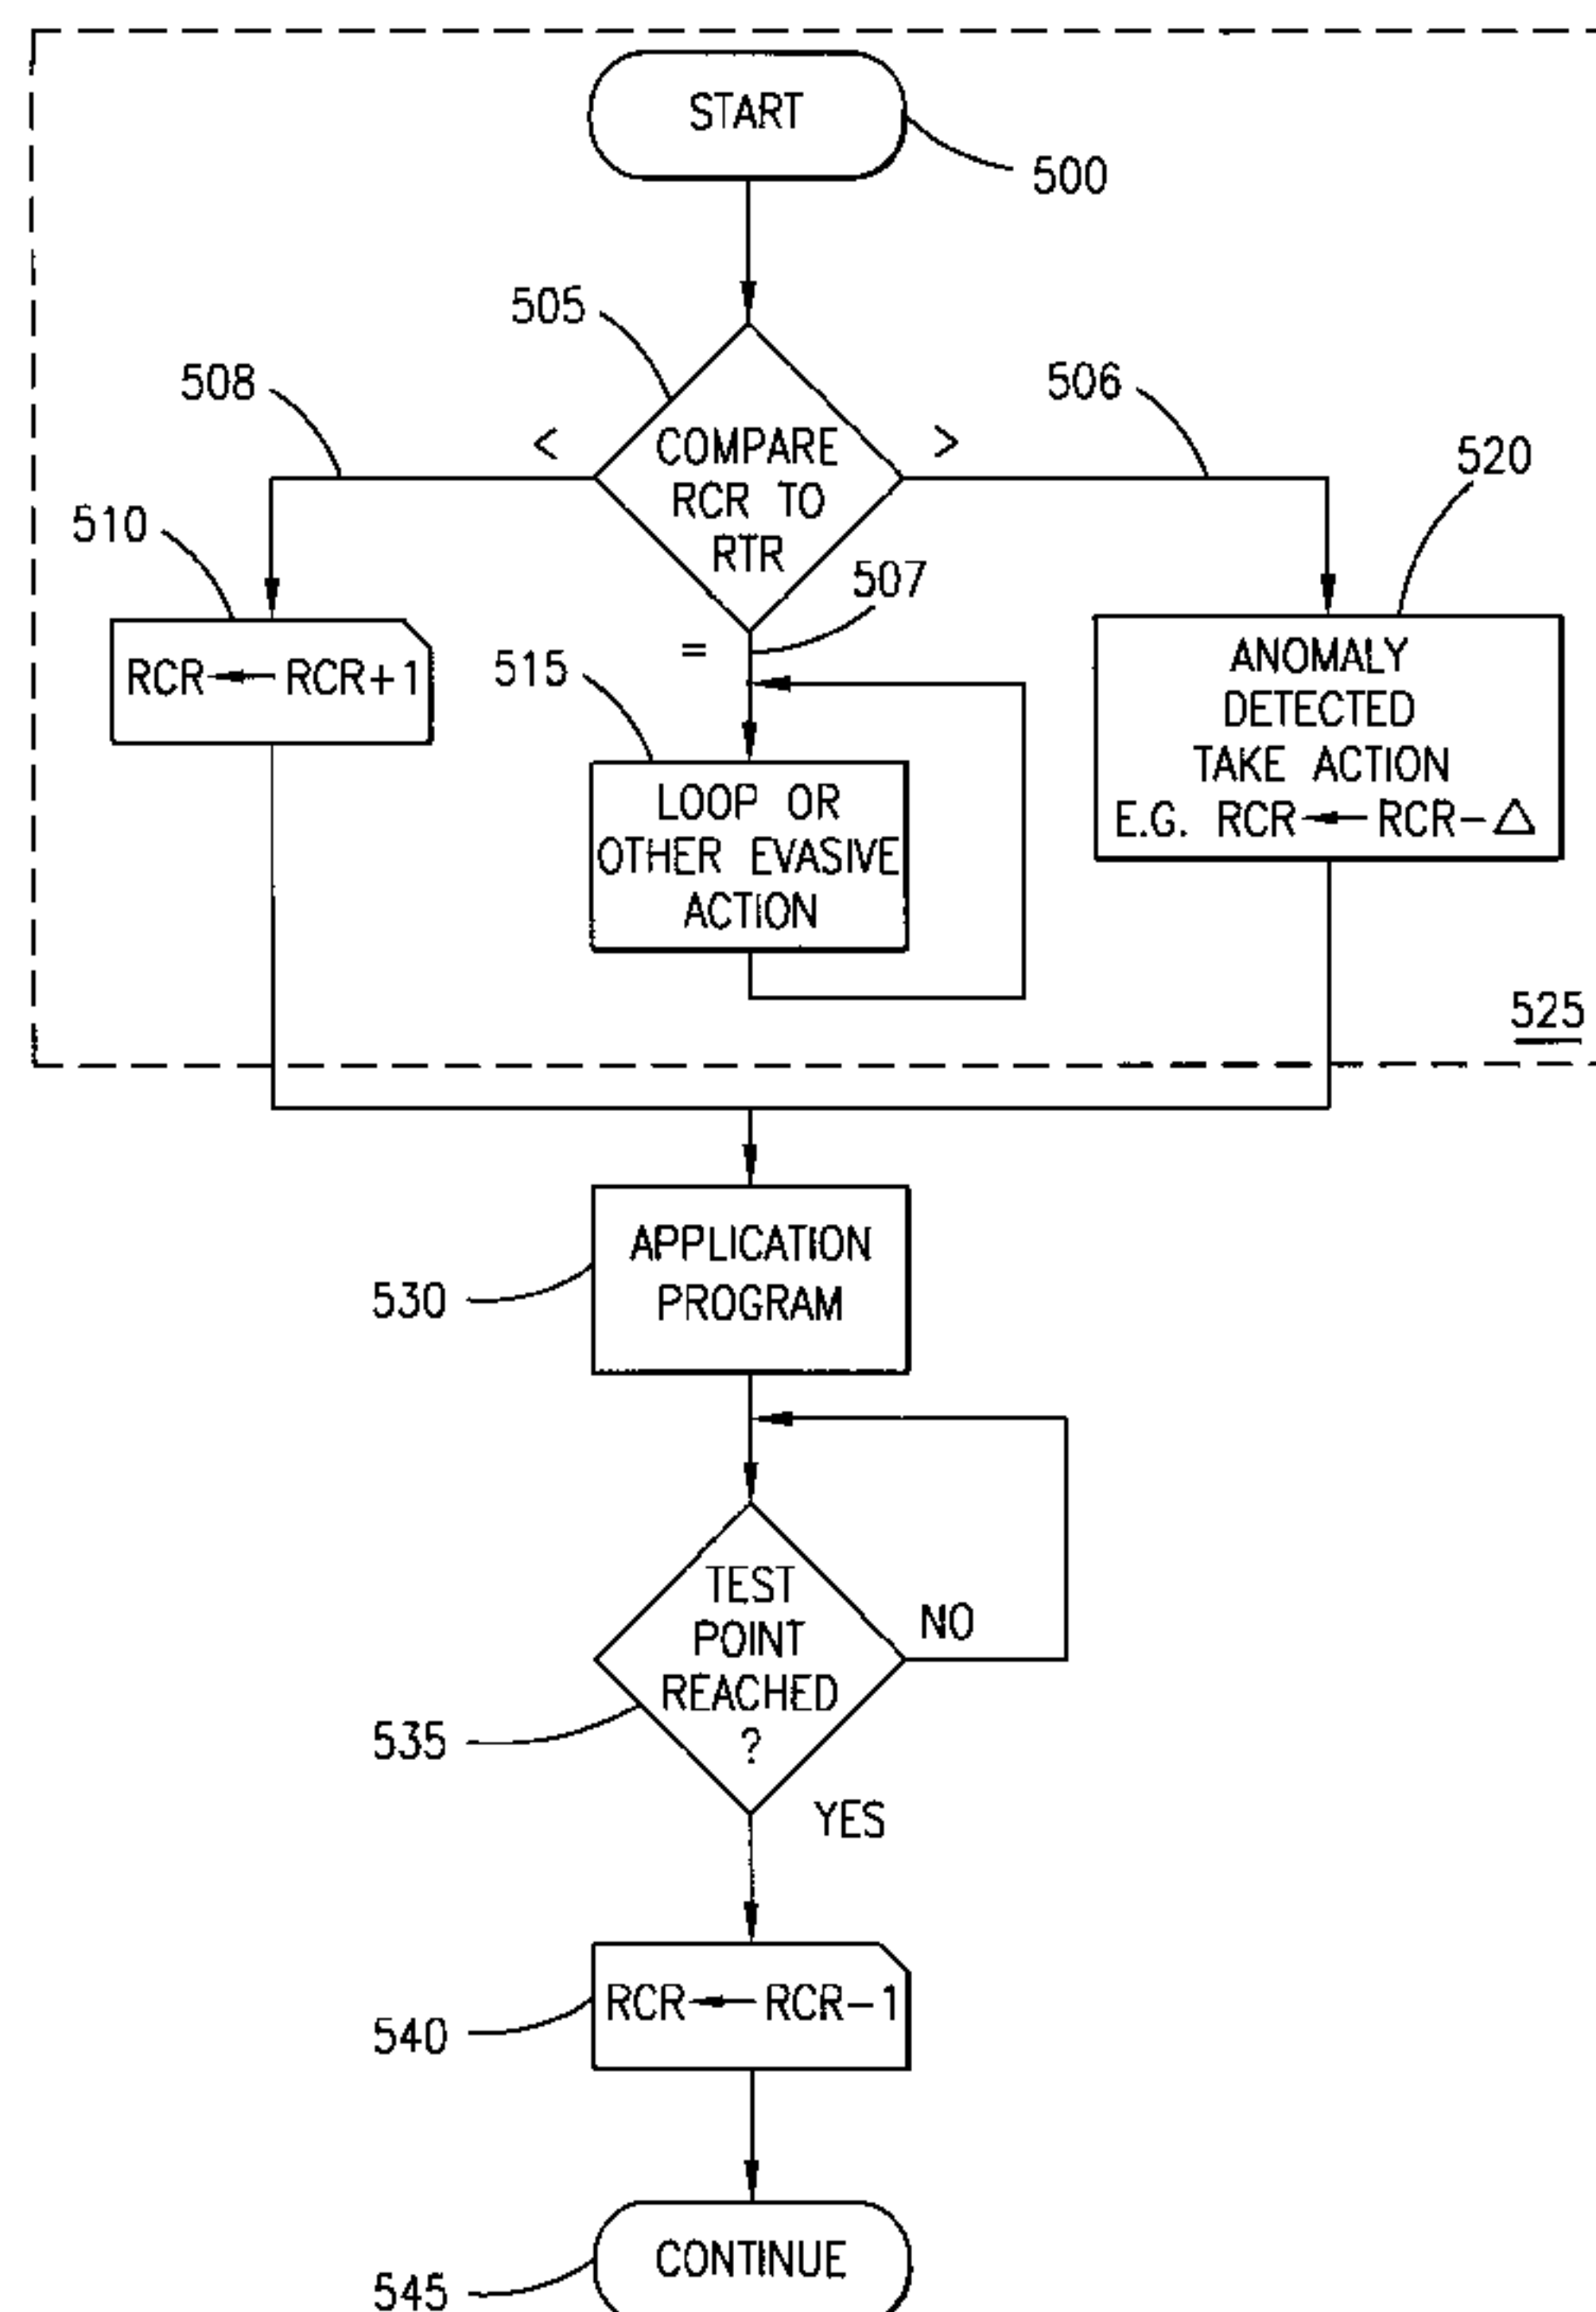 START
500
505
508
506
<
>
COMPARE
RCR TO
RTR
520
510
507
=
515
RCR ← RCR+1
ANOMALY
DETECTED
TAKE ACTION
E.G. RCR ← RCR-△
LOOP OR
OTHER EVASIVE
ACTION
525
APPLICATION
PROGRAM
530
TEST
POINT
REACHED
?
NO
535
YES
RCR ← RCR-1
540
CONTINUE
545